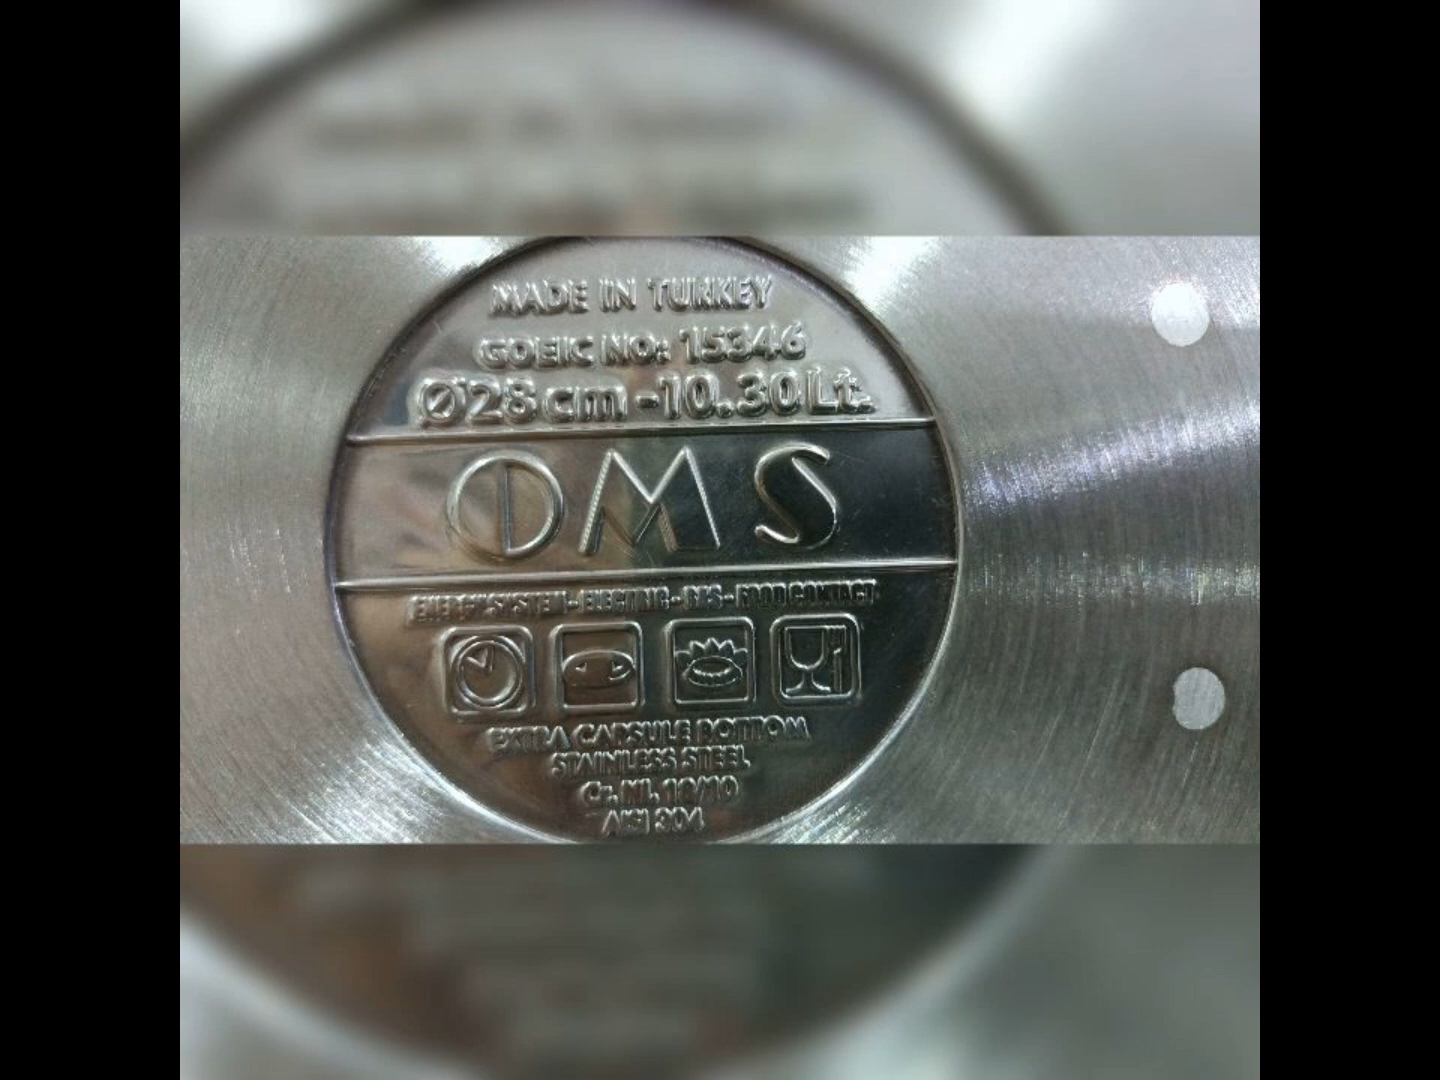 MADE IN TURKEY
GOEIC NO: 15346
Ø28 cm -10.30 Lt.
OMS
ENERGY SYSTEM - ELECTRIC - GAS - FOOD CONTACT
EXTRA CAPSULE BOTTOM
STAINLESS STEEL
Cr. Ni. 18/10
AISI 304